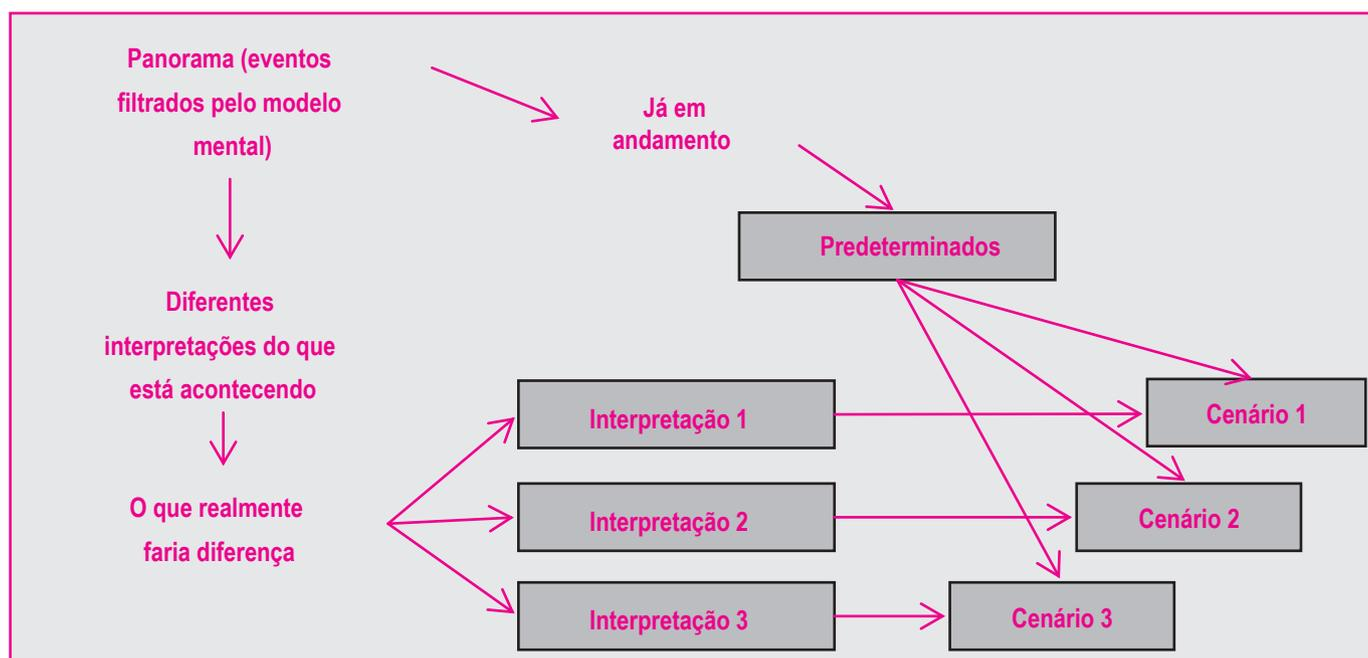 Panorama (eventos
filtrados pelo modelo
mental)
Já em
andamento
Predeterminados
Diferentes
interpretações do que
está acontecendo
Interpretação 1
Cenário 1
O que realmente
faria diferença
Interpretação 2
Cenário 2
Interpretação 3
Cenário 3